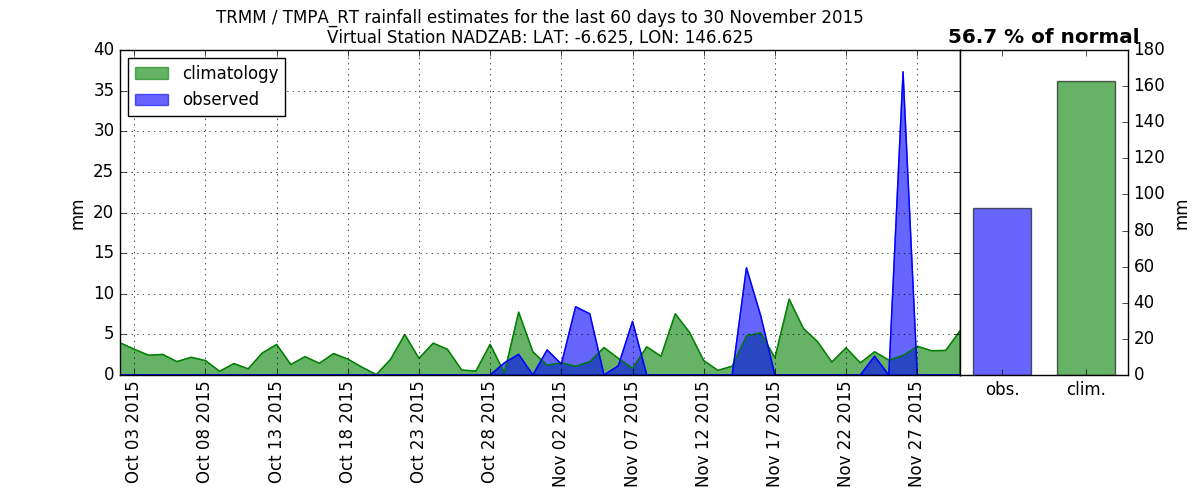 TRMM / TMPA_RT rainfall estimates for the last 60 days to 30 November 2015
Virtual Station NADZAB: LAT: -6.625, LON: 146.625
56.7 % of normal
climatology
observed
40
35
30
25
20
15
10
5
0
mm
Oct 03 2015
Oct 08 2015
Oct 13 2015
Oct 18 2015
Oct 23 2015
Oct 28 2015
Nov 02 2015
Nov 07 2015
Nov 12 2015
Nov 17 2015
Nov 22 2015
Nov 27 2015
180
160
140
120
100
80
60
40
20
0
mm
obs.
clim.